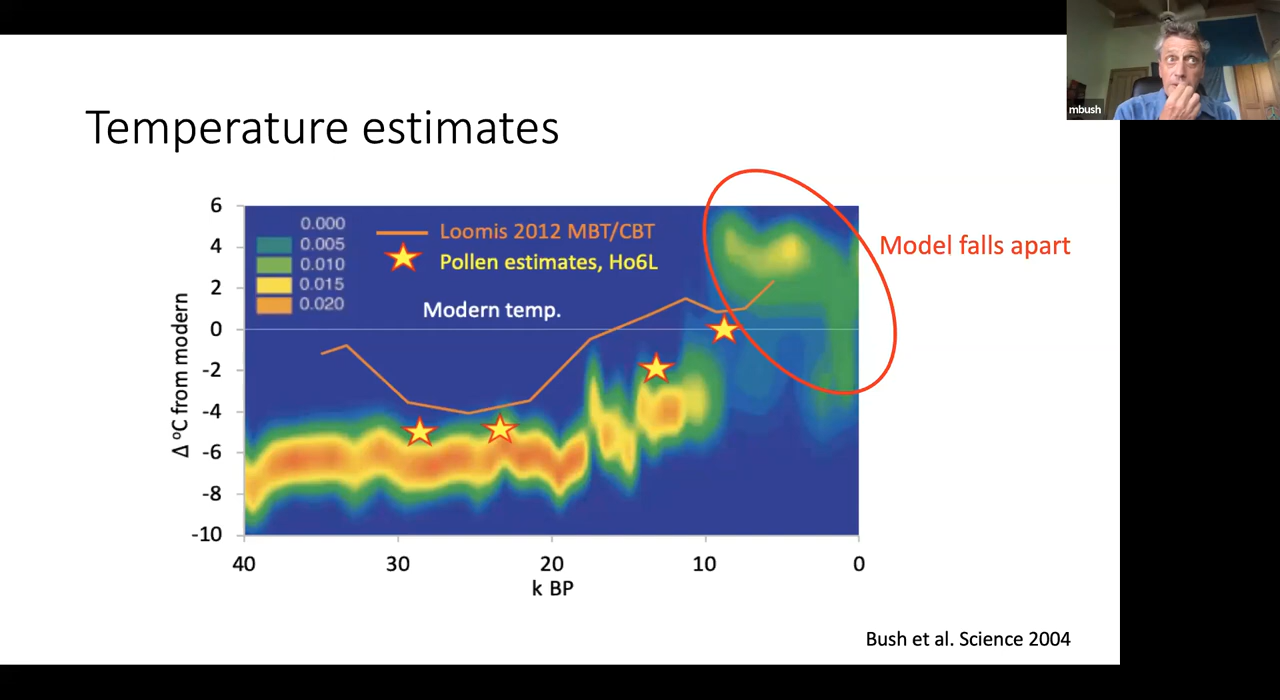 mbush
Temperature estimates
6
4
2
0
-2
-4
-6
-8
-10
Δ ºC from modern
0.000
0.005
0.010
0.015
0.020
Loomis 2012 MBT/CBT
Pollen estimates, Ho6L
Modern temp.
Model falls apart
40
30
20
10
0
k BP
Bush et al. Science 2004